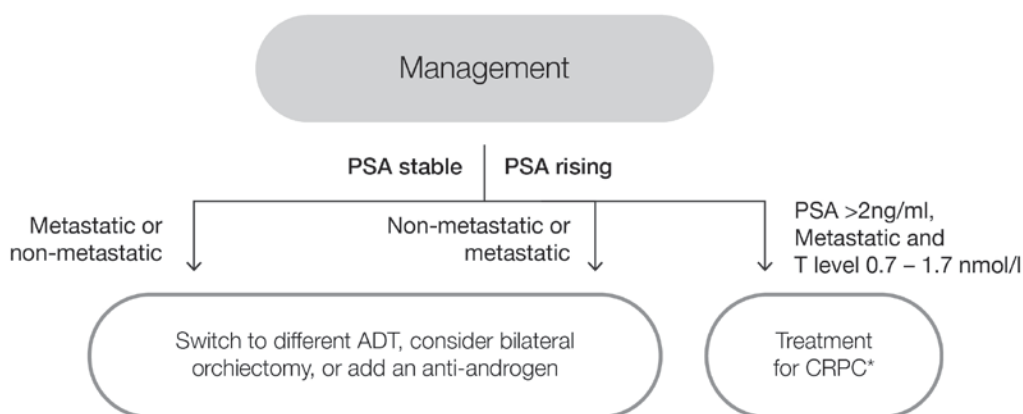 Management
PSA stable
PSA rising
Metastatic or
non-metastatic
Non-metastatic or
metastatic
PSA >2ng/ml,
Metastatic and
T level 0.7 – 1.7 nmol/l
Switch to different ADT, consider bilateral
orchiectomy, or add an anti-androgen
Treatment
for CRPC*